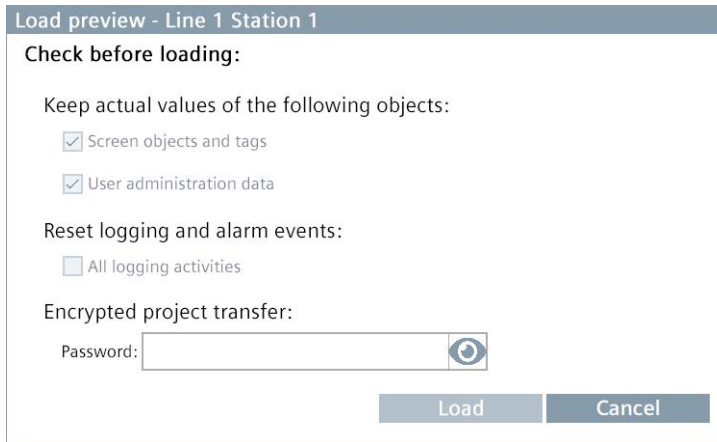 Load preview - Line 1 Station 1
Check before loading:
Keep actual values of the following objects:
Screen objects and tags
User administration data
Reset logging and alarm events:
All logging activities
Encrypted project transfer:
Password:
Load Cancel